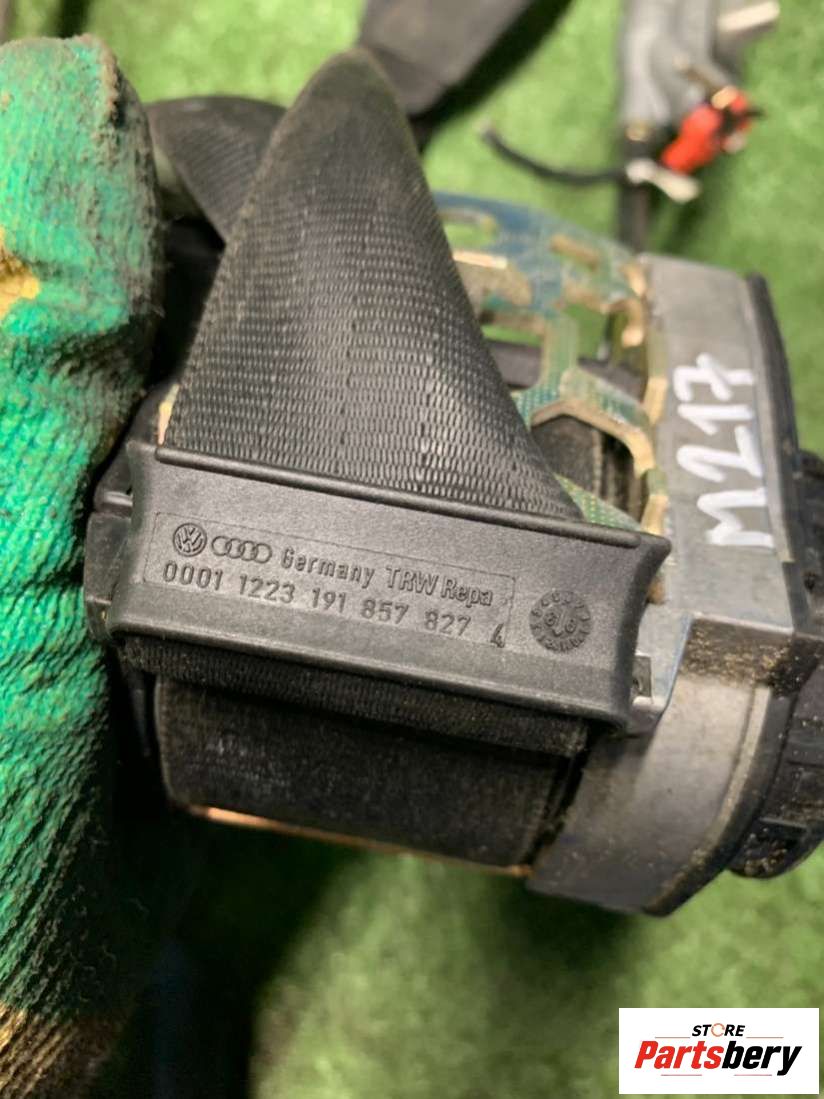 M217
Germany TRW Repa
0001 1223 191 857 827 4
STORE
Partsbery